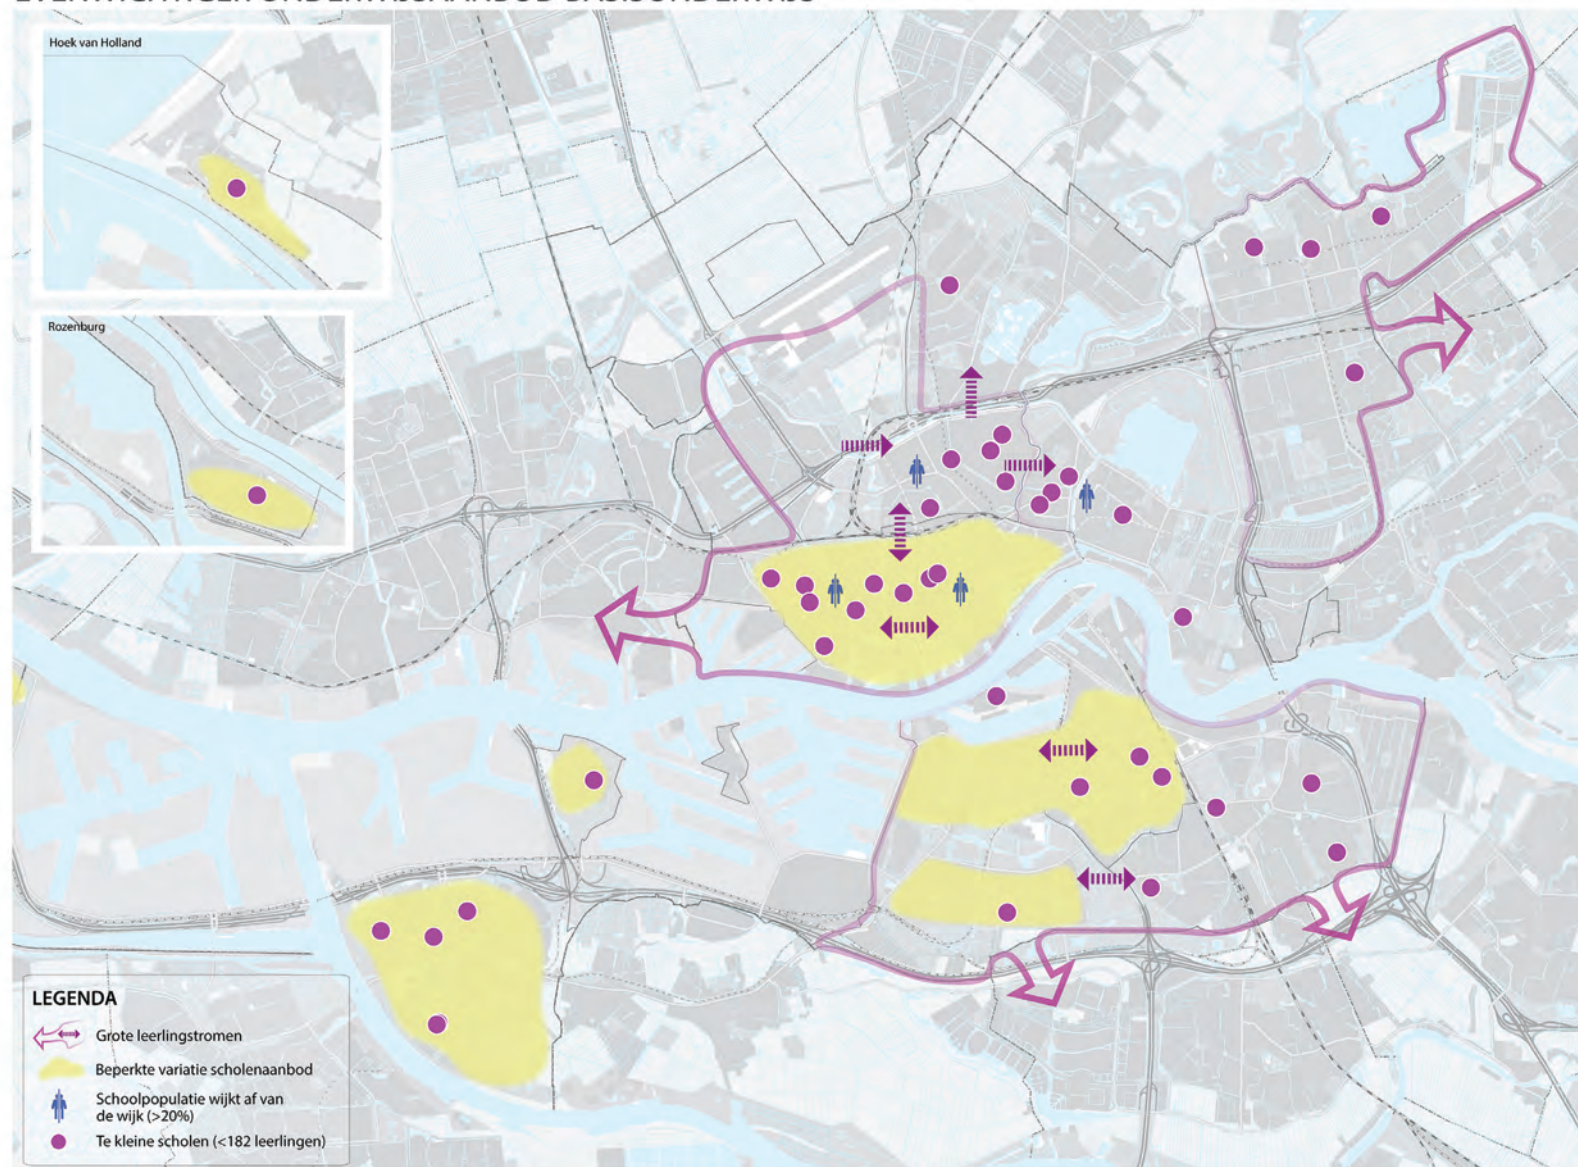 Hoek van Holland
Rozenburg
LEGENDA
Grote leerlingstromen
Beperkte variatie scholenaanbod
Schoolpopulatie wijkt af van
de wijk (>20%)
Te kleine scholen (<182 leerlingen)